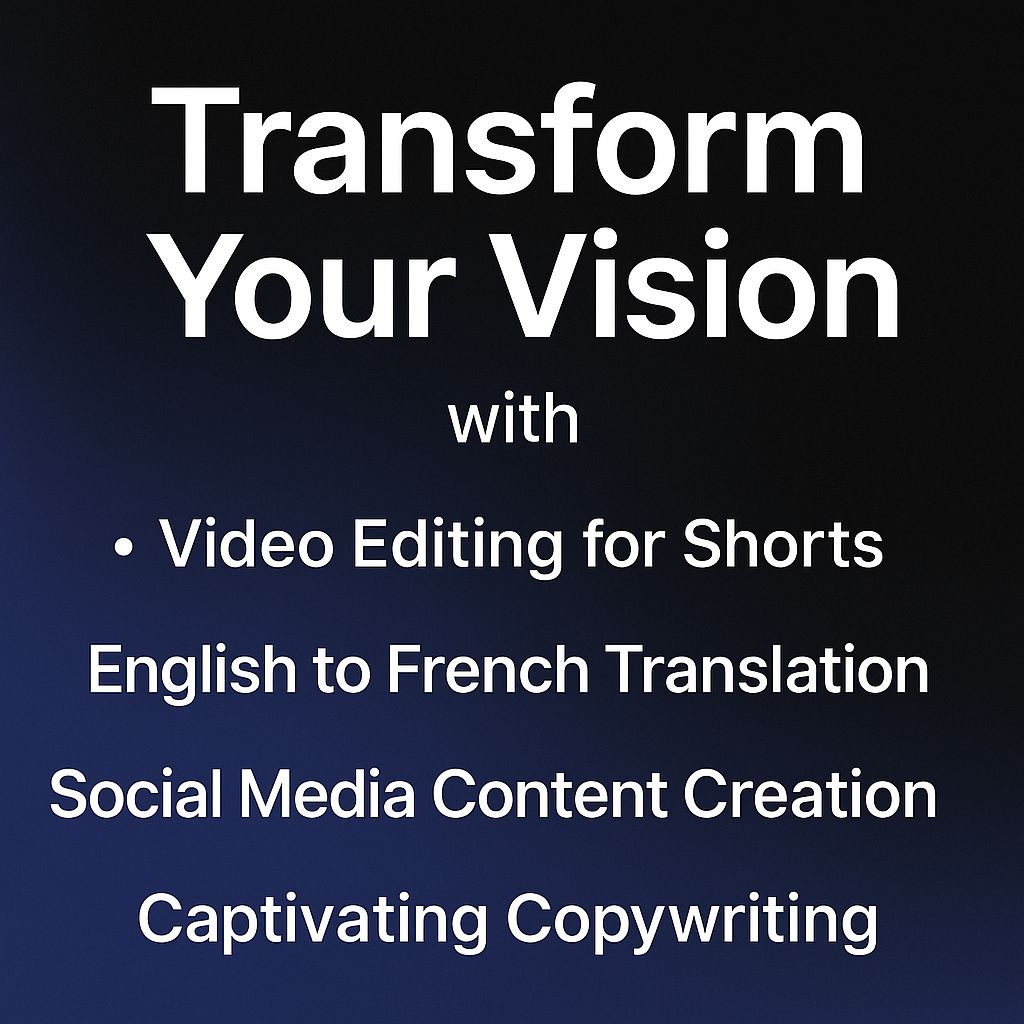 Transform
Your Vision
with
• Video Editing for Shorts
English to French Translation
Social Media Content Creation
Captivating Copywriting